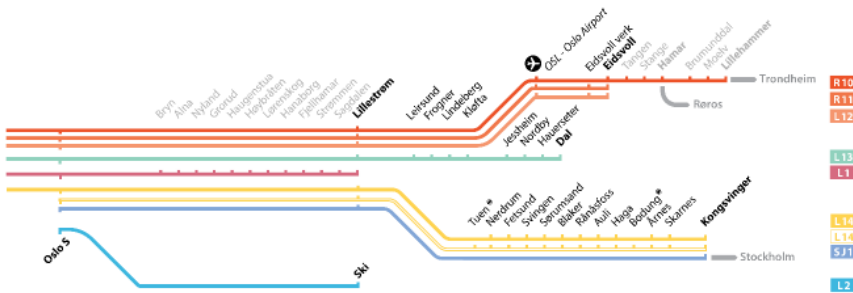 Bryn
Alna
Nyland
Grorud
Haugenstua
Høybråten
Lørenskog
Hanaborg
Fjellhamar
Strømmen
Sagdalen
Lillestrøm
Leirsund
Frogner
Lindeberg
Kløfta
OSL - Oslo Airport
Eidsvoll verk
Eidsvoll
Tangen
Stange
Hamar
Brumunddal
Moelv
Lillehammer
Trondheim
Røros
R10
R11
L12
Jessheim
Nordby
Hauerseter
Dal
L13
L1
Tuen
Nerdrum
Fetsund
Svingen
Sørumsand
Blaker
Rånåsfoss
Auli
Haga
Bodung
Årnes
Skarnes
Kongsvinger
L14
L14
SJ1
Stockholm
Oslo S
Ski
L2